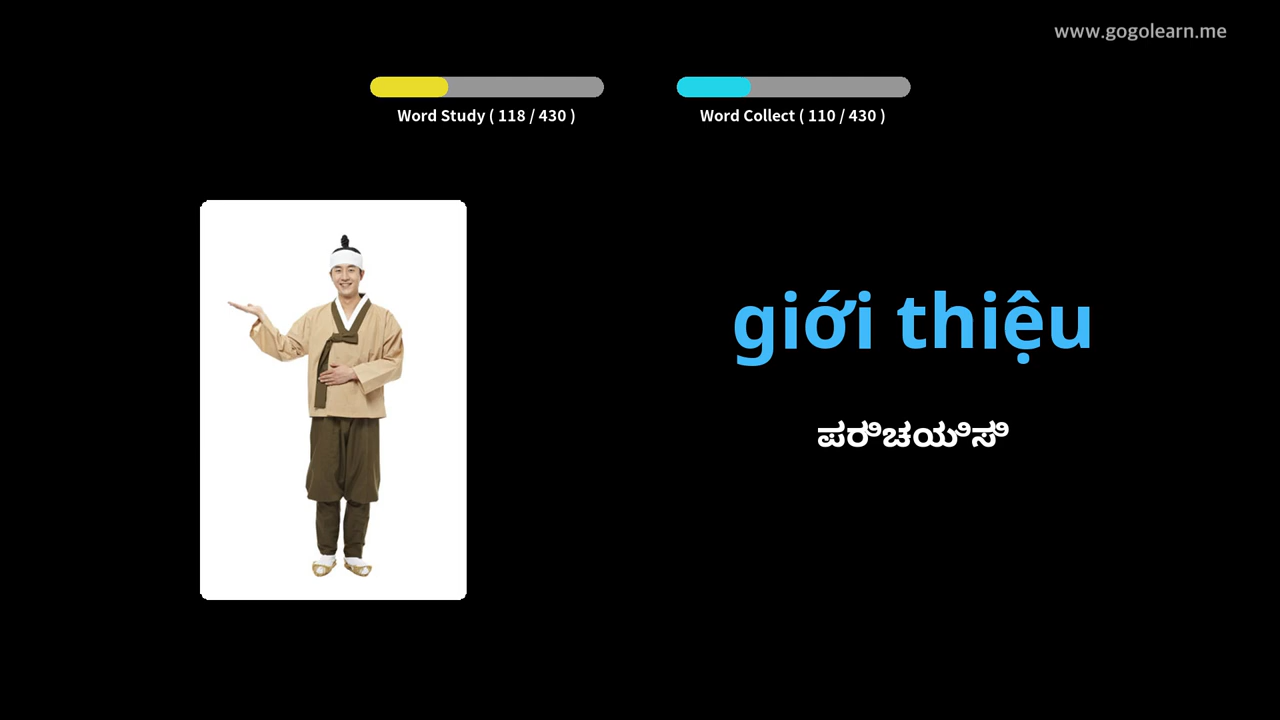 www.gogolearn.me
Word Study ( 118 / 430 )
Word Collect ( 110 / 430 )
giới thiệu
ಪರಿಚಯಿಸಿ